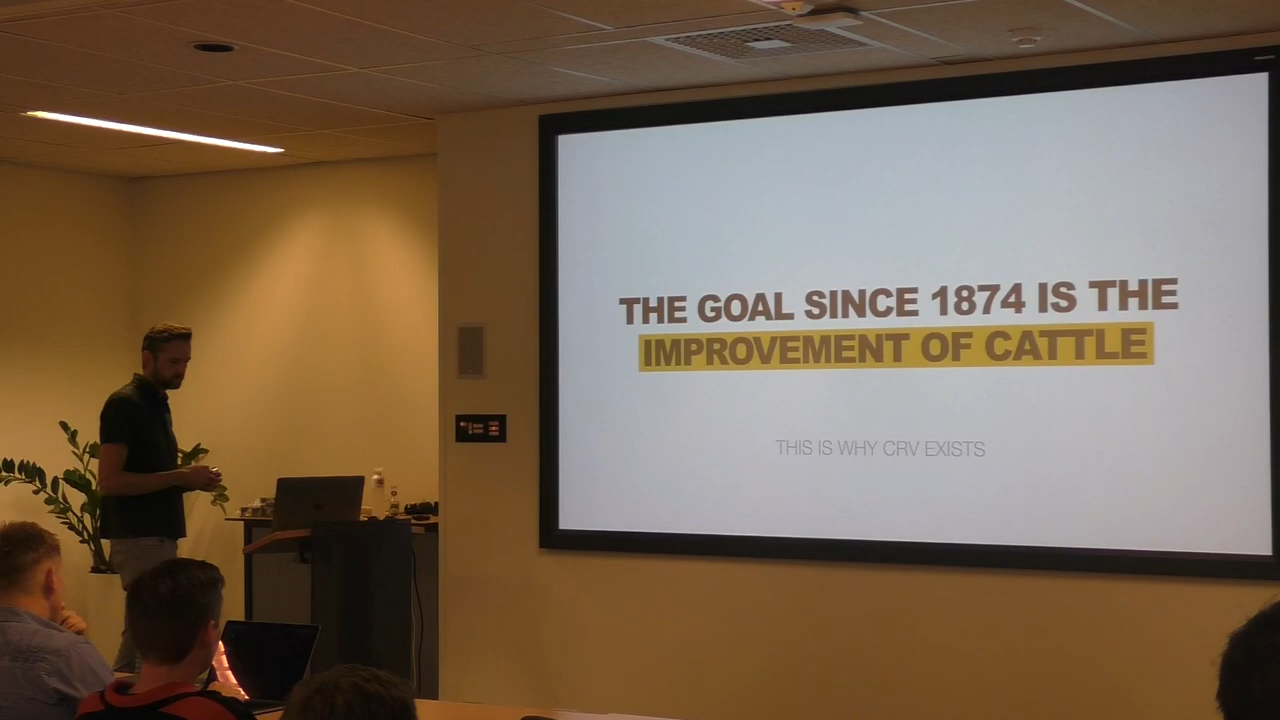 THE GOAL SINCE 1874 IS THE
IMPROVEMENT OF CATTLE
THIS IS WHY CRV EXISTS